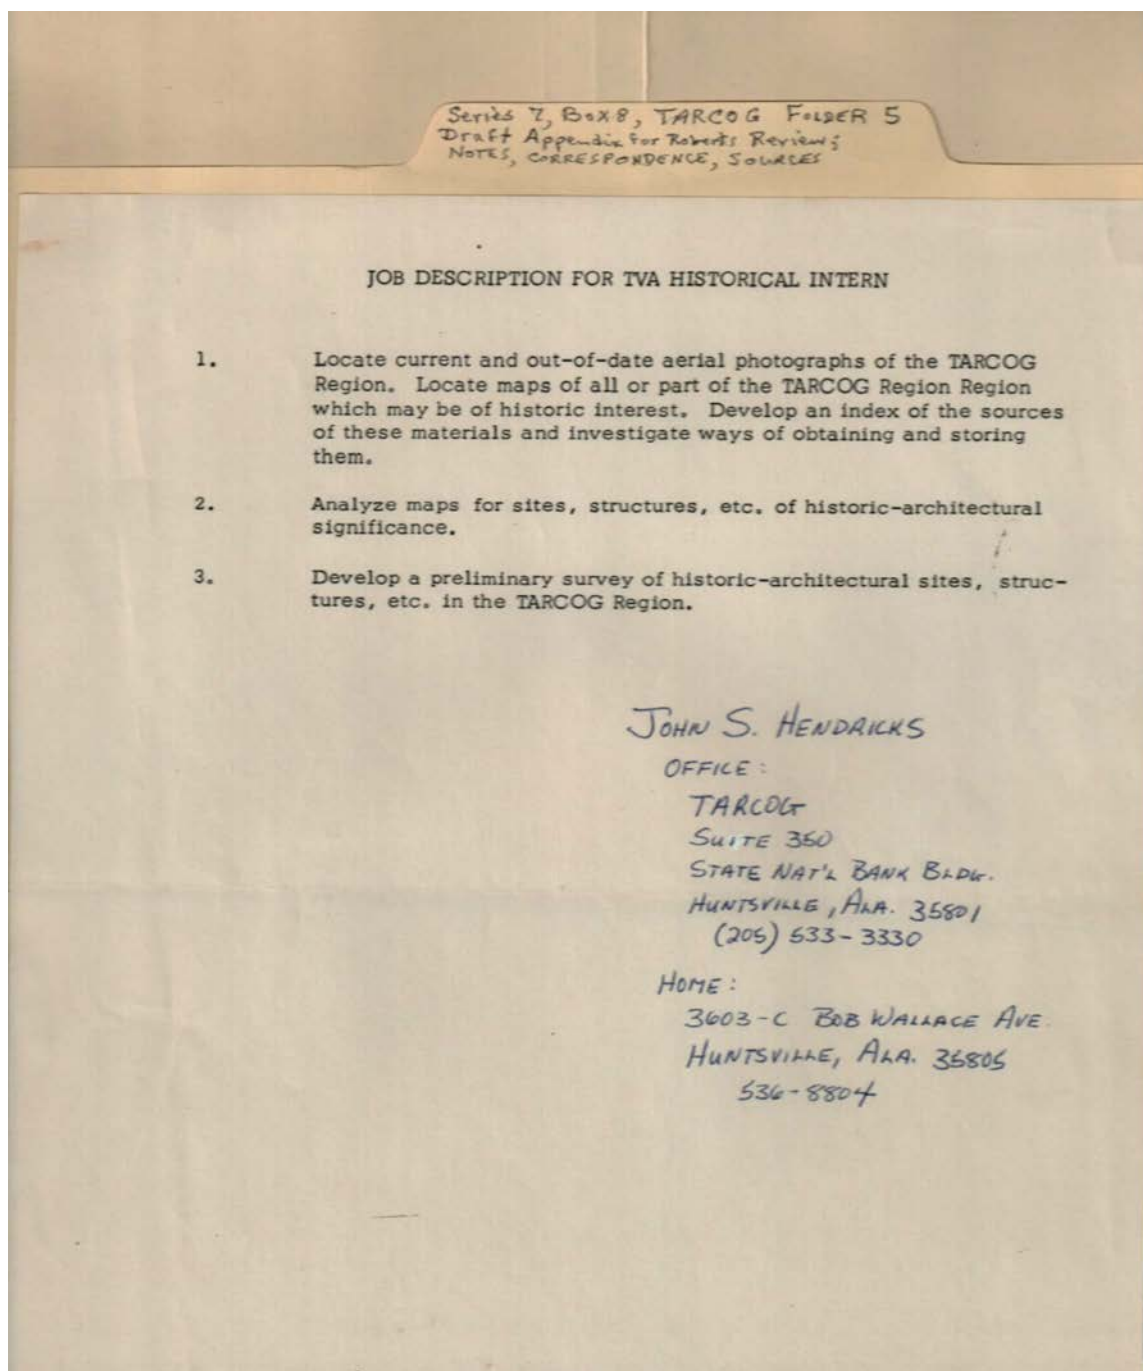 Series 7, Box 8, TARCOG FOLDER 5
Draft Appendix for Roberts Review;
NOTES, CORRESPONDENCE, SOURCES
JOB DESCRIPTION FOR TVA HISTORICAL INTERN
1. Locate current and out-of-date aerial photographs of the TARCOG
Region. Locate maps of all or part of the TARCOG Region Region
which may be of historic interest. Develop an index of the sources
of these materials and investigate ways of obtaining and storing
them.
2. Analyze maps for sites, structures, etc. of historic-architectural
significance.
3. Develop a preliminary survey of historic-architectural sites, struc-
tures, etc. in the TARCOG Region.
JOHN S. HENDRICKS
OFFICE:
TARCOG
SUITE 350
STATE NAT'L BANK BLDG.
HUNTSVILLE, ALA. 35801
(205) 533-3330
HOME:
3603-C BOB WALLACE AVE.
HUNTSVILLE, ALA. 35805
536-8804